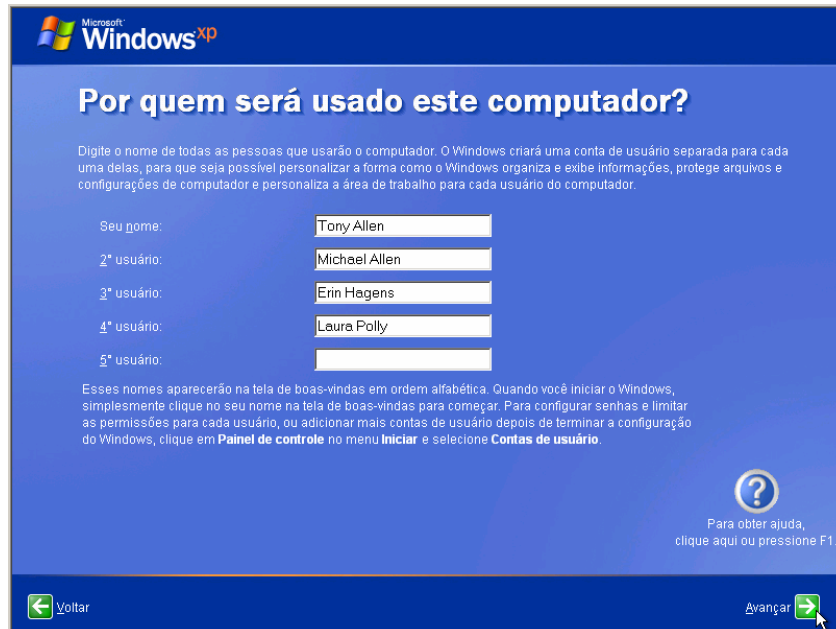 Microsoft
Windows xp
Por quem será usado este computador?
Digite o nome de todas as pessoas que usarão o computador. O Windows criará uma conta de usuário separada para cada
uma delas, para que seja possível personalizar a forma como o Windows organiza e exibe informações, protege arquivos e
configurações de computador e personaliza a área de trabalho para cada usuário do computador.
Seu nome: Tony Allen
2° usuário: Michael Allen
3° usuário: Erin Hagens
4° usuário: Laura Polly
5° usuário:
Esses nomes aparecerão na tela de boas-vindas em ordem alfabética. Quando você iniciar o Windows,
simplesmente clique no seu nome na tela de boas-vindas para começar. Para configurar senhas e limitar
as permissões para cada usuário, ou adicionar mais contas de usuário depois de terminar a configuração
do Windows, clique em Painel de controle no menu Iniciar e selecione Contas de usuário.
?
Para obter ajuda,
clique aqui ou pressione F1.
Voltar
Avançar